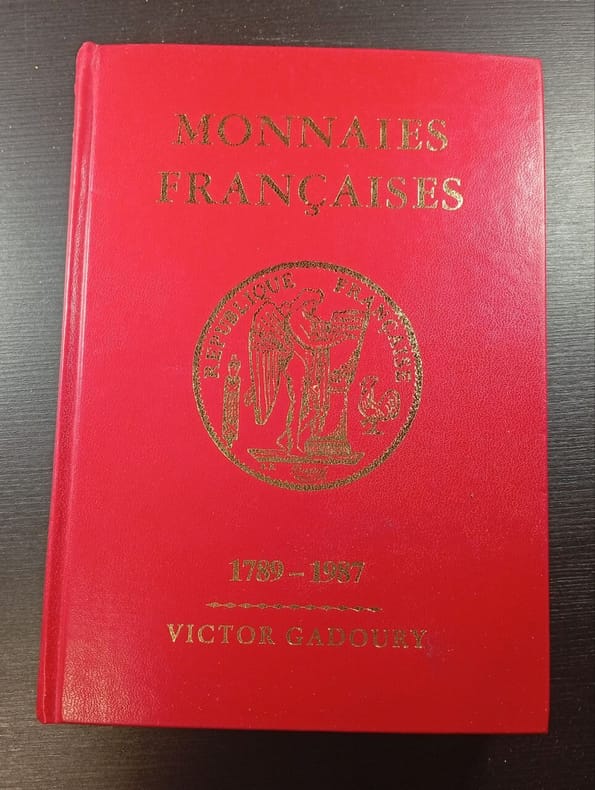 MONNAIES
FRANÇAISES
REPUBLIQUE FRANÇAISE
1789 – 1987
VICTOR GADOURY